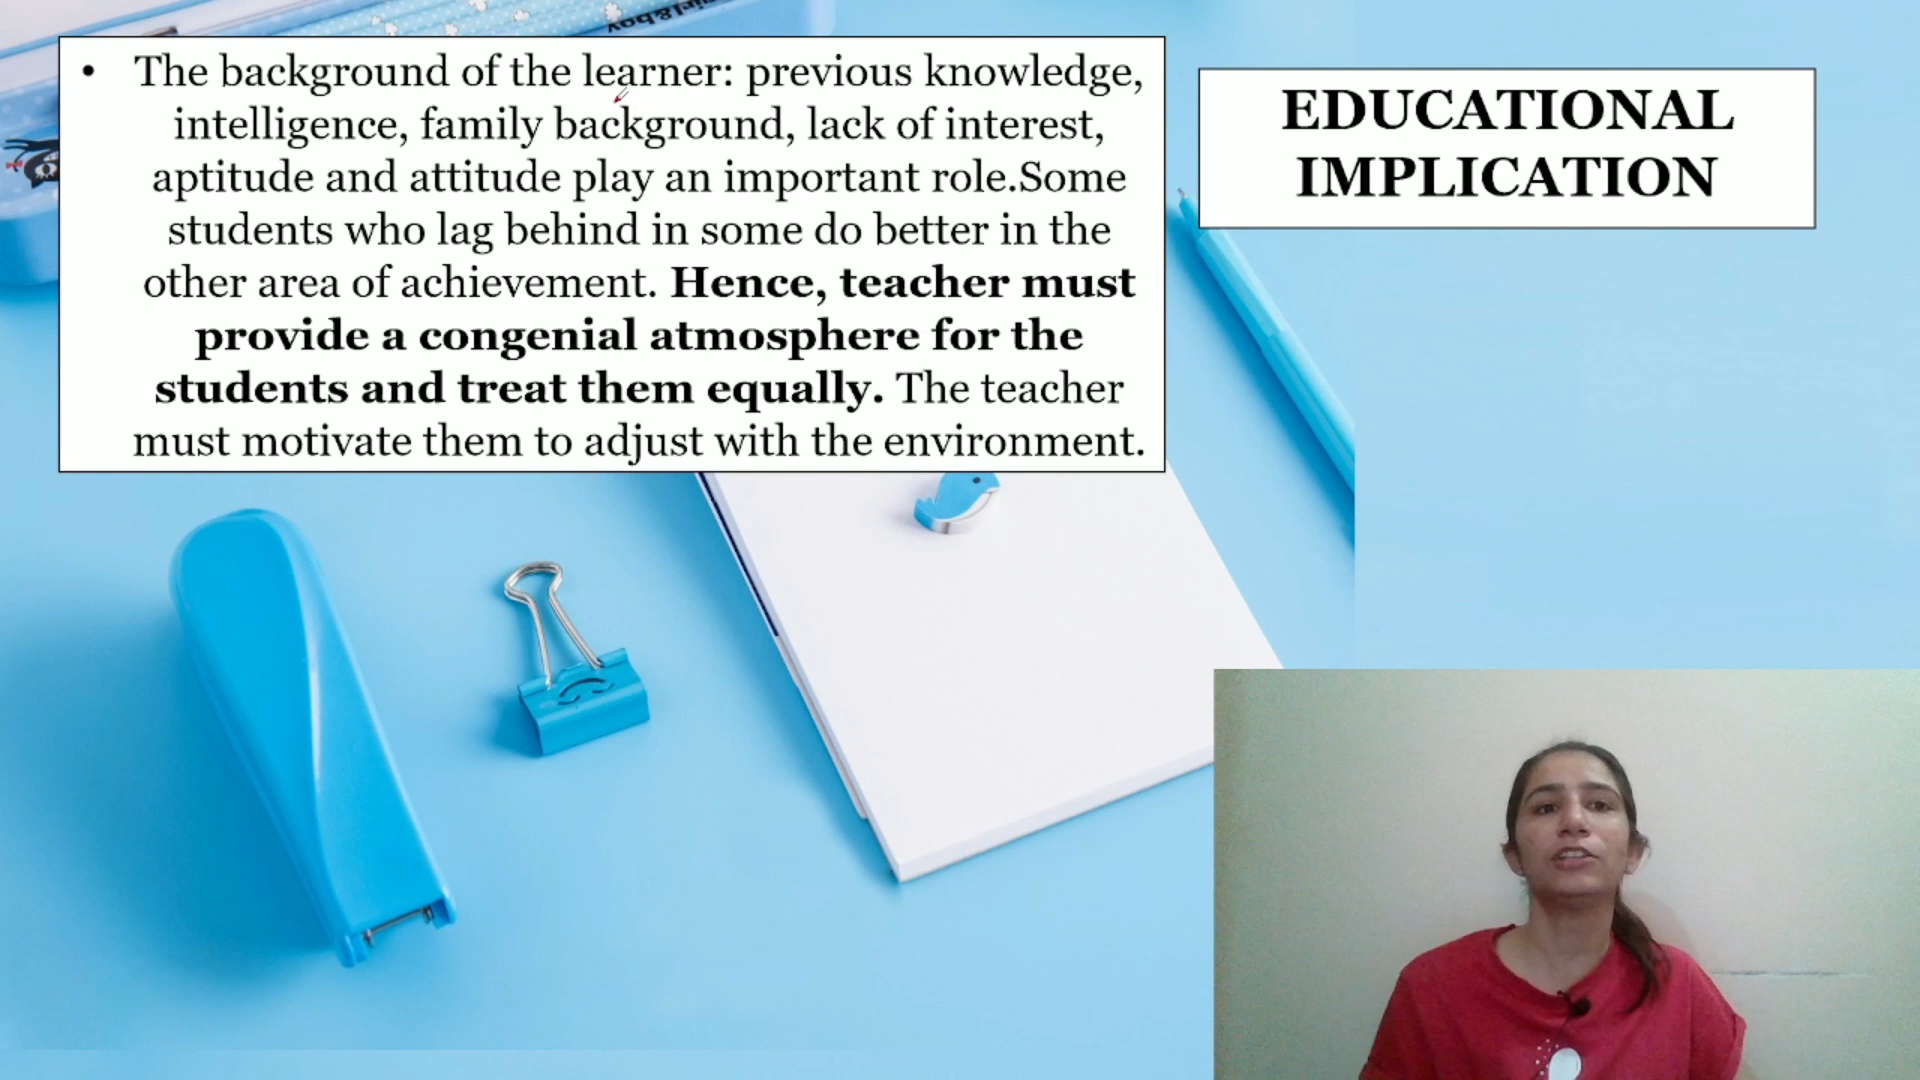 girl&boy
• The background of the learner: previous knowledge,
intelligence, family background, lack of interest,
aptitude and attitude play an important role.Some
students who lag behind in some do better in the
other area of achievement. Hence, teacher must
provide a congenial atmosphere for the
students and treat them equally. The teacher
must motivate them to adjust with the environment.
EDUCATIONAL
IMPLICATION